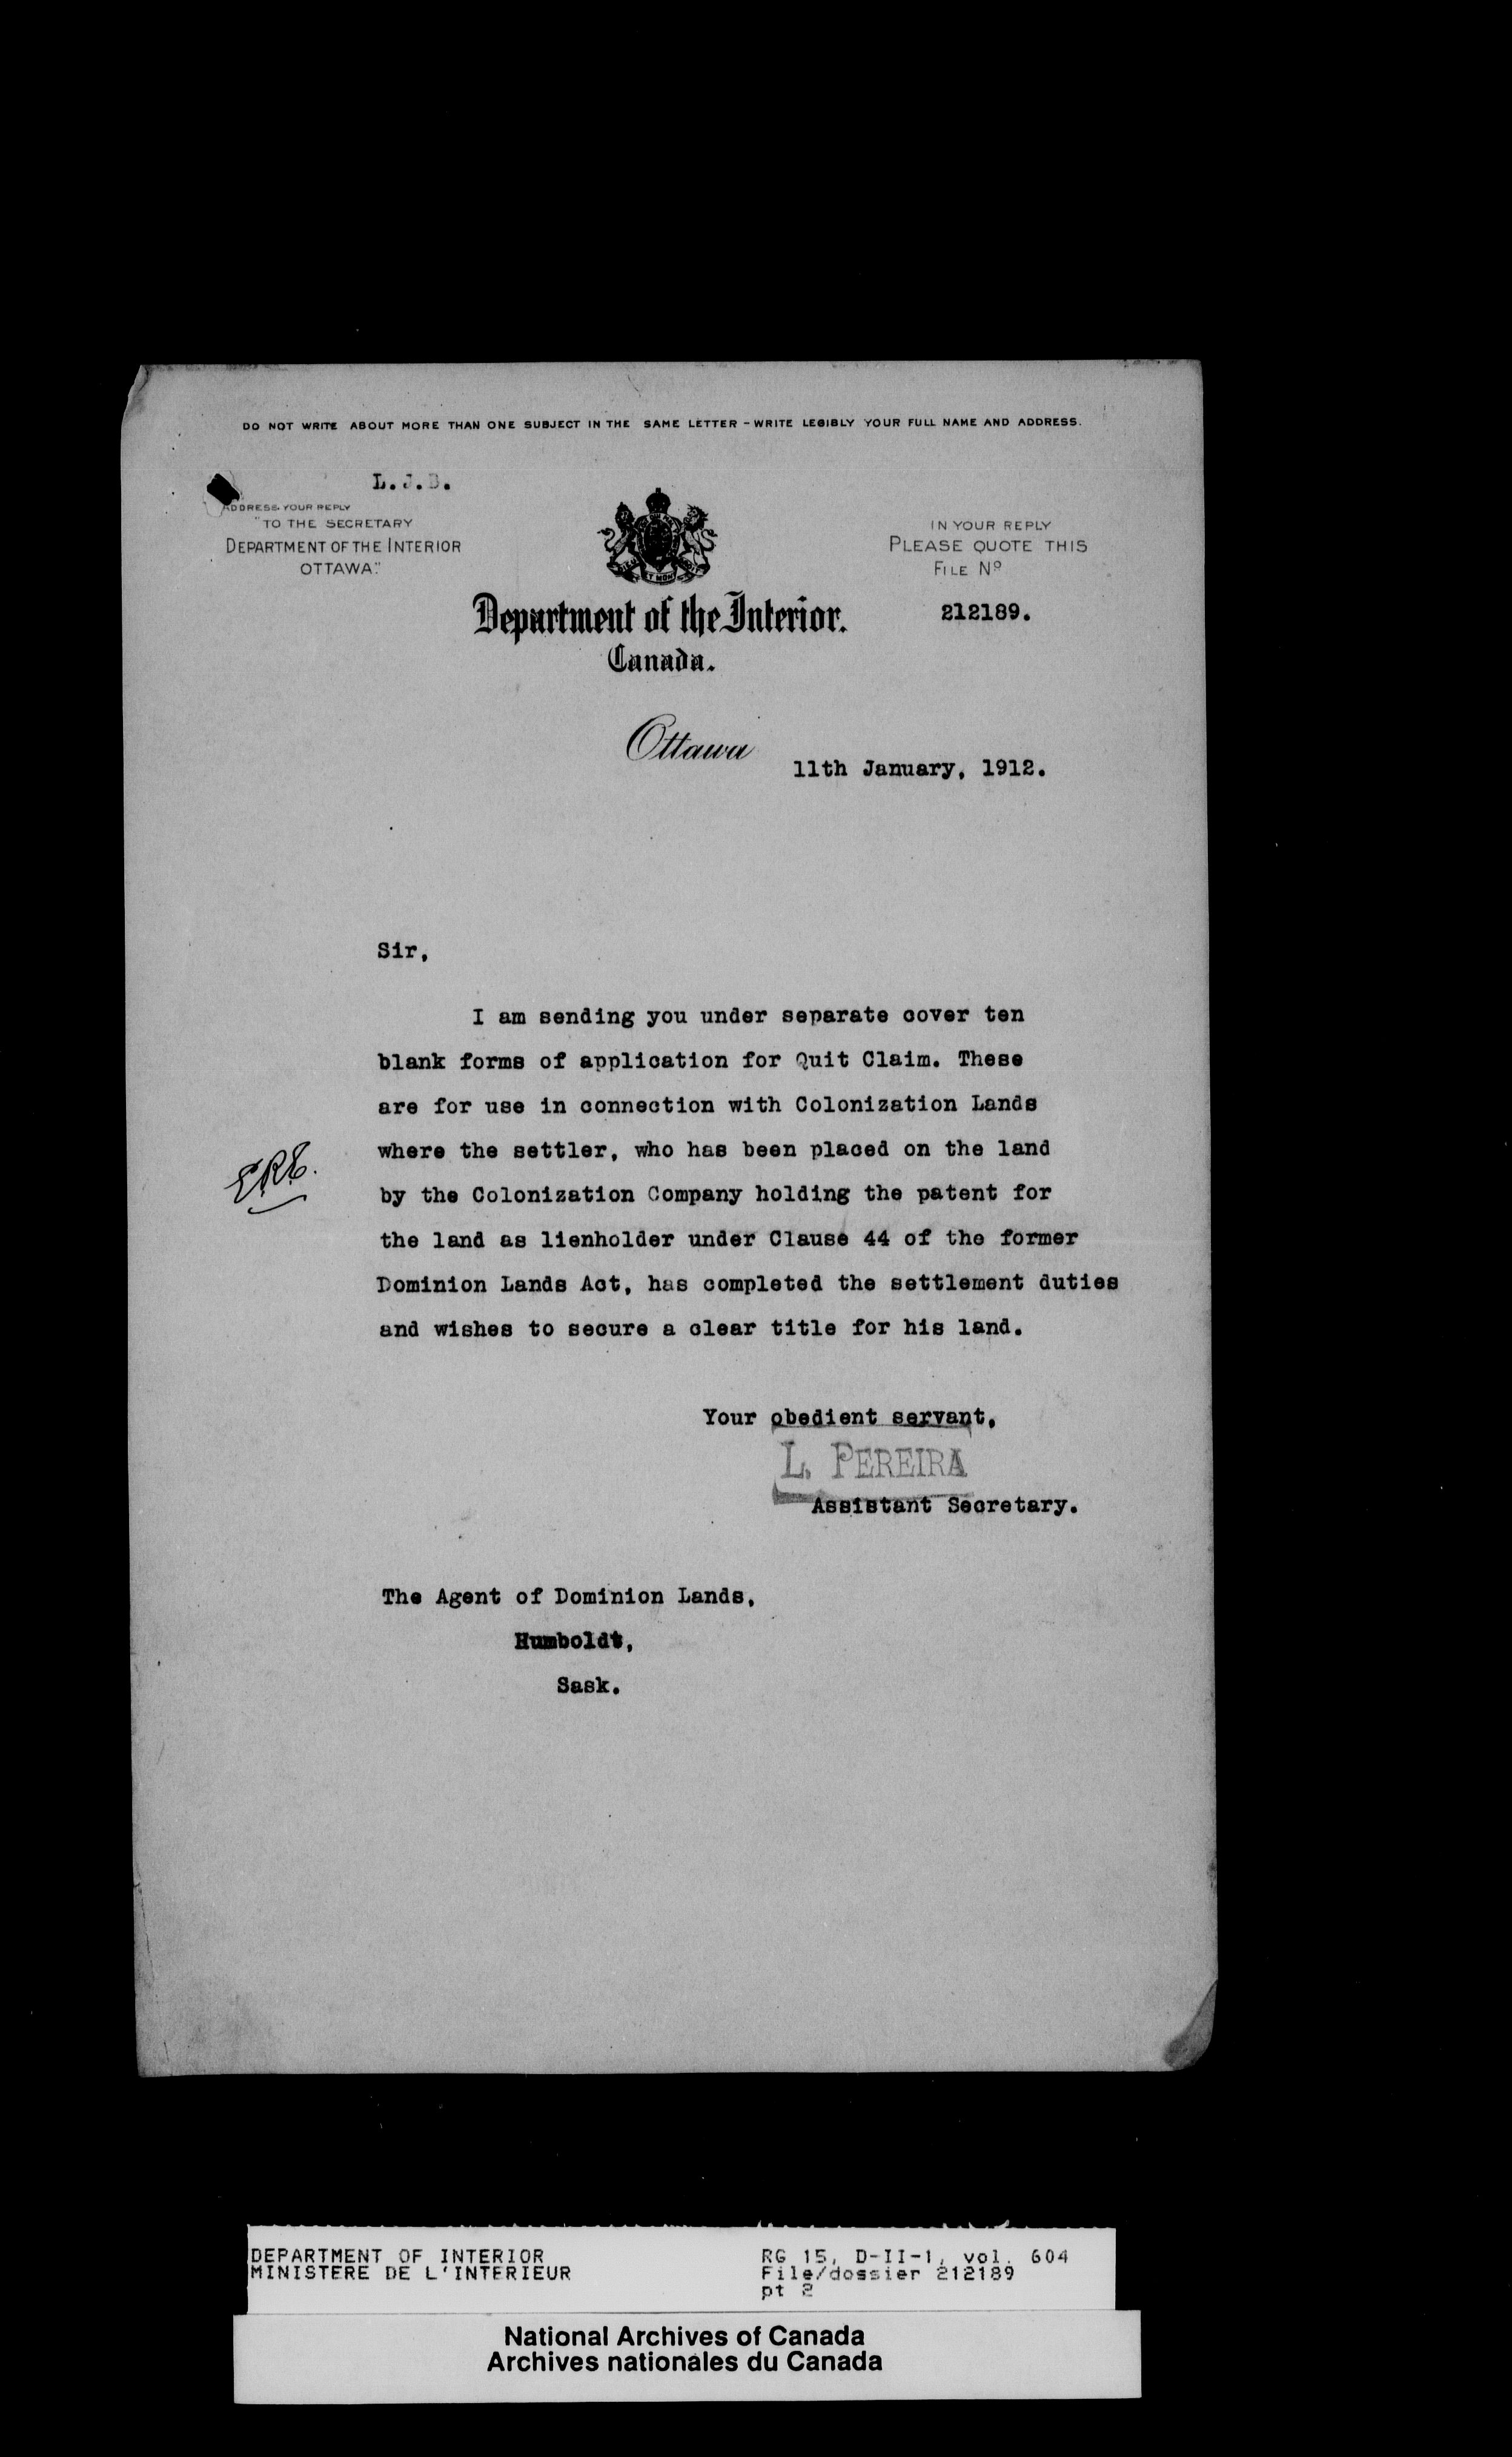 DO NOT WRITE ABOUT MORE THAN ONE SUBJECT IN THE SAME LETTER - WRITE LEGIBLY YOUR FULL NAME AND ADDRESS.
L.J.B.
ADDRESS YOUR REPLY
"TO THE SECRETARY
DEPARTMENT OF THE INTERIOR
OTTAWA."
IN YOUR REPLY
PLEASE QUOTE THIS
FILE Nº
212189.
DIEU ET MON DROIT
Department of the Interior.
Canada.
Ottawa 11th January, 1912.
Sir,
I am sending you under separate cover ten
blank forms of application for Quit Claim. These
are for use in connection with Colonization Lands
where the settler, who has been placed on the land
by the Colonization Company holding the patent for
the land as lienholder under Clause 44 of the former
Dominion Lands Act, has completed the settlement duties
and wishes to secure a clear title for his land.
Your obedient servant,
L. PEREIRA
Assistant Secretary.
The Agent of Dominion Lands,
Humboldt,
Sask.
DEPARTMENT OF INTERIOR
MINISTERE DE L'INTERIEUR
RG 15, D-II-1, vol. 604
File/dossier 212189
pt 2
National Archives of Canada
Archives nationales du Canada